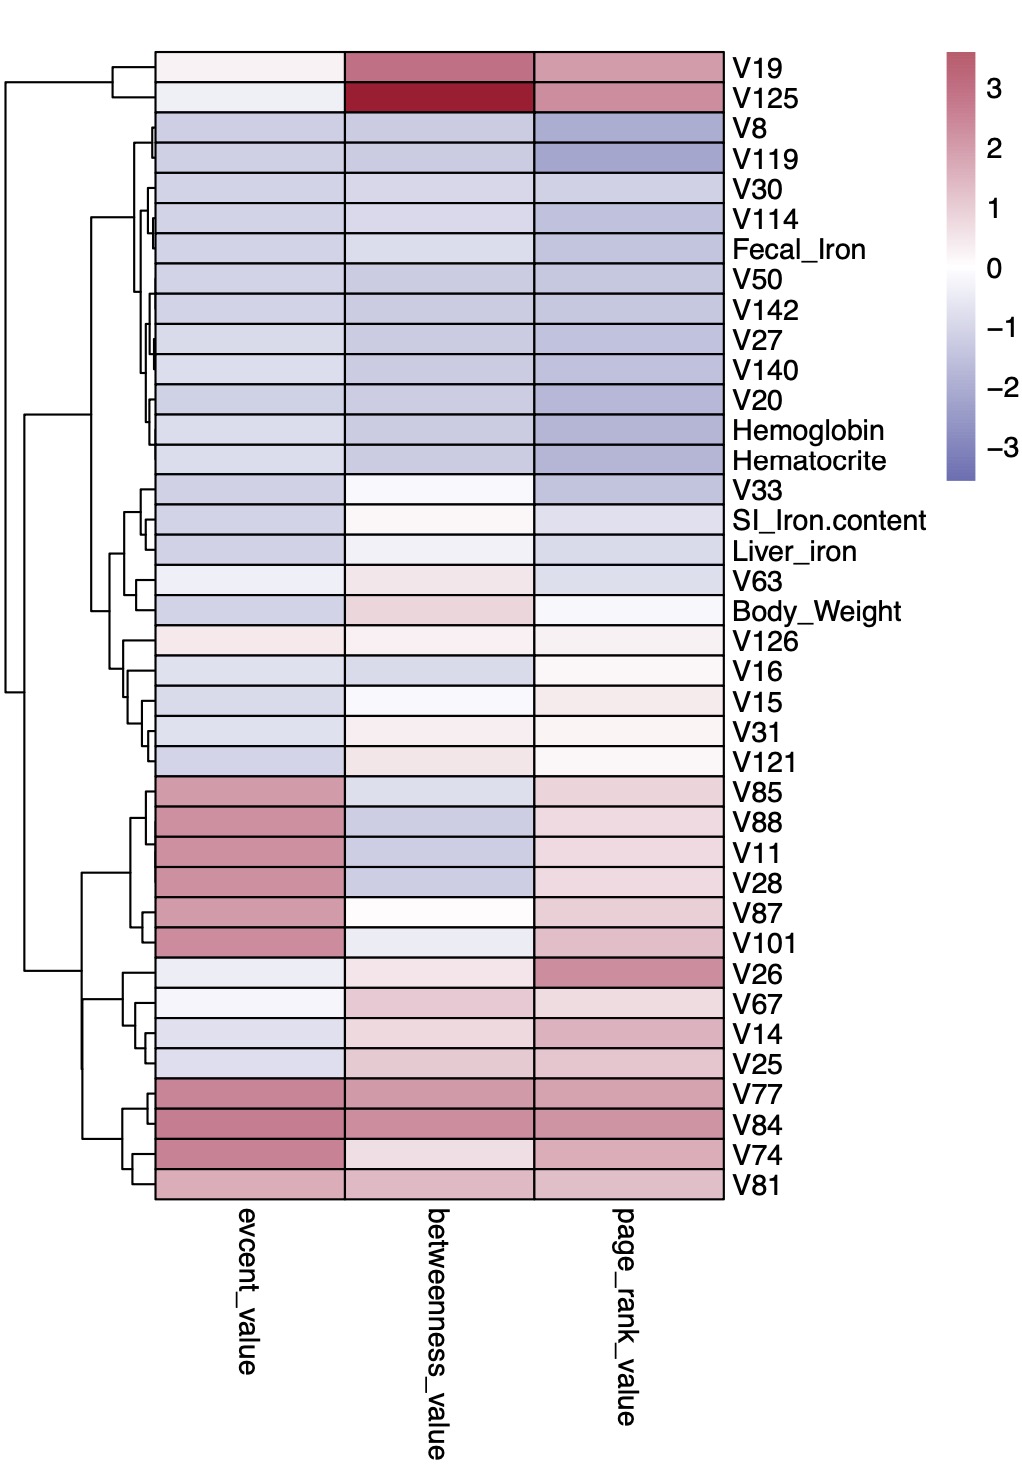 V19
V125
V8
V119
V30
V114
Fecal_Iron
V50
V142
V27
V140
V20
Hemoglobin
Hematocrite
V33
SI_Iron.content
Liver_iron
V63
Body_Weight
V126
V16
V15
V31
V121
V85
V88
V11
V28
V87
V101
V26
V67
V14
V25
V77
V84
V74
V81
3
2
1
0
−1
−2
−3
evcent_value
betweenness_value
page_rank_value